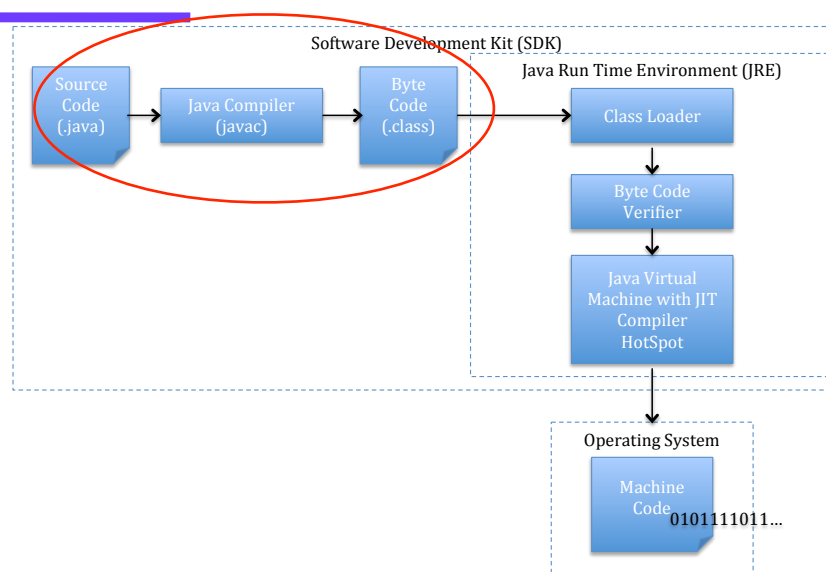 Software Development Kit (SDK)
Java Run Time Environment (JRE)
Source
Code
(.java)
Java Compiler
(javac)
Byte
Code
(.class)
Class Loader
Byte Code
Verifier
Java Virtual
Machine with JIT
Compiler
HotSpot
Operating System
Machine
Code
0101111011...